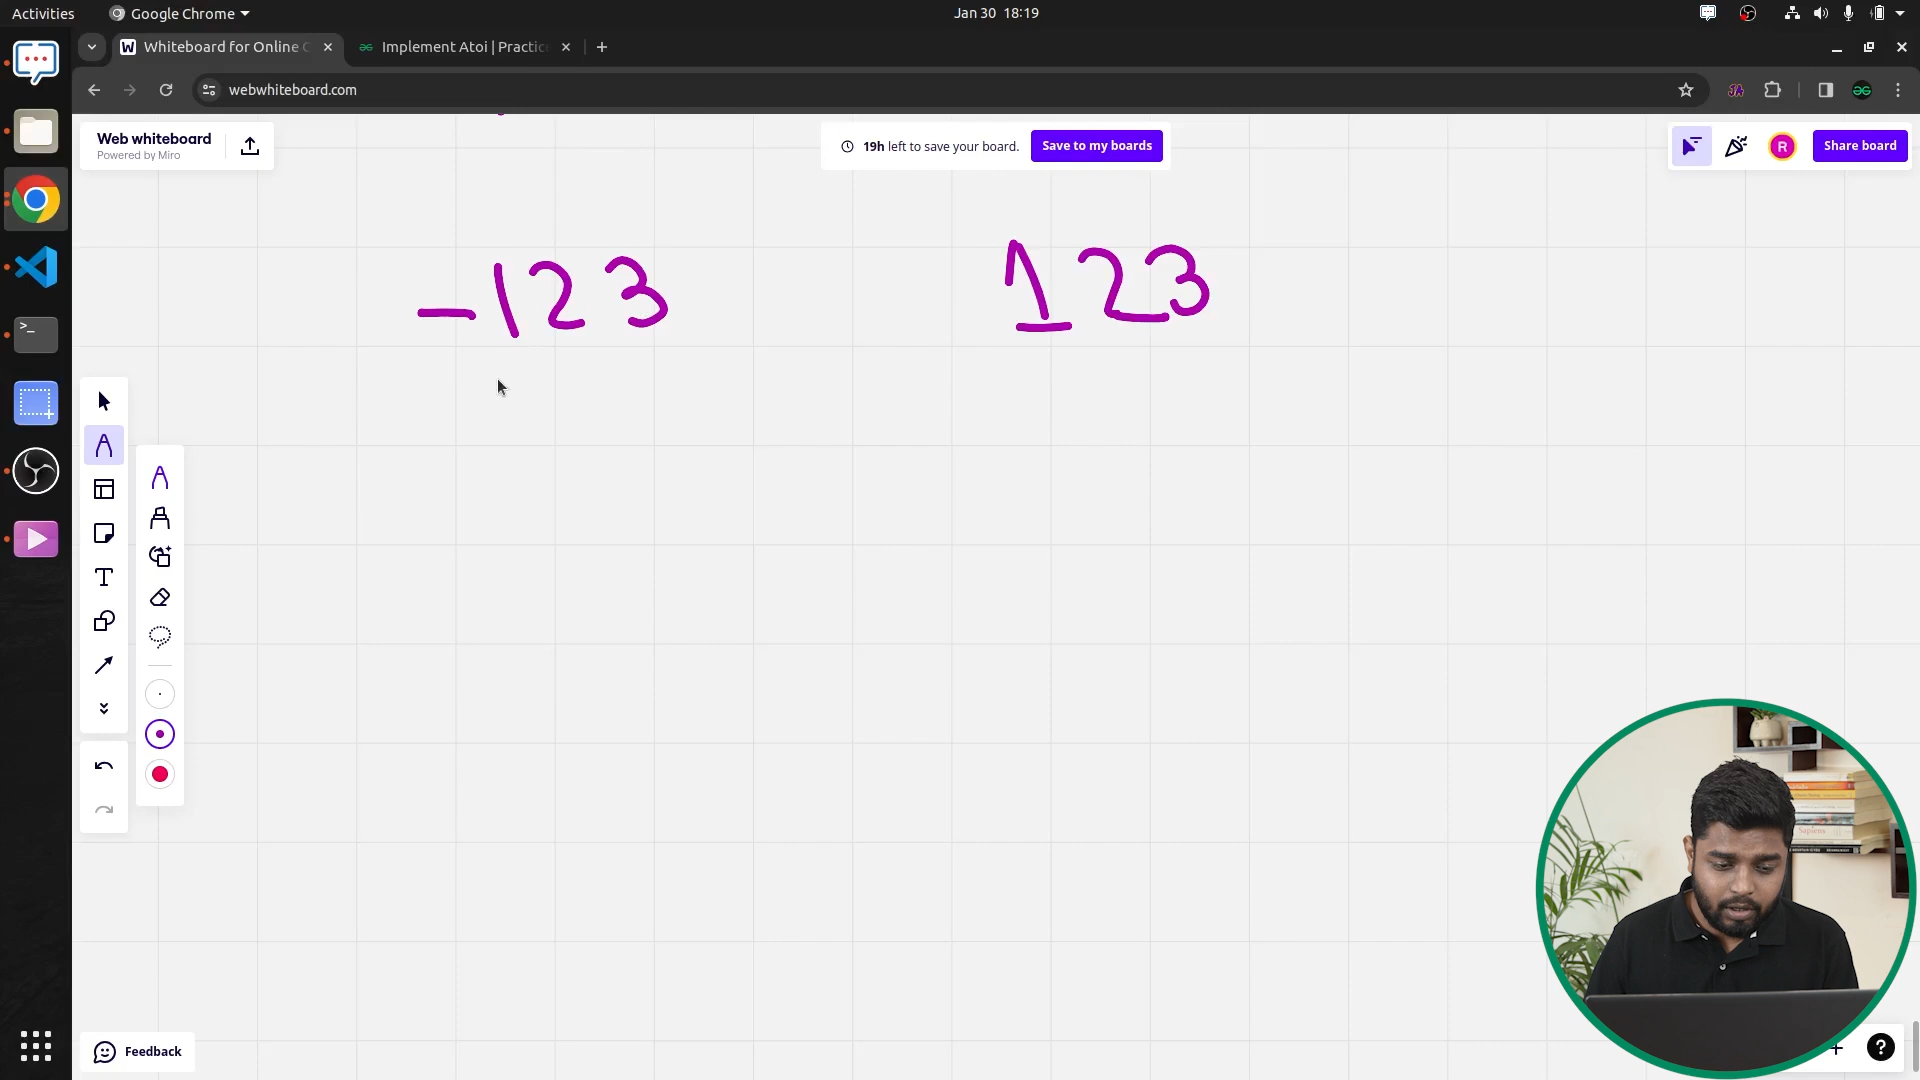 Activities
Google Chrome
Jan 30 18:19
Whiteboard for Online C
Implement Atoi | Practic
webwhiteboard.com
Web whiteboard
Powered by Miro
19h left to save your board.
Save to my boards
R
Share board
-123
123
Feedback